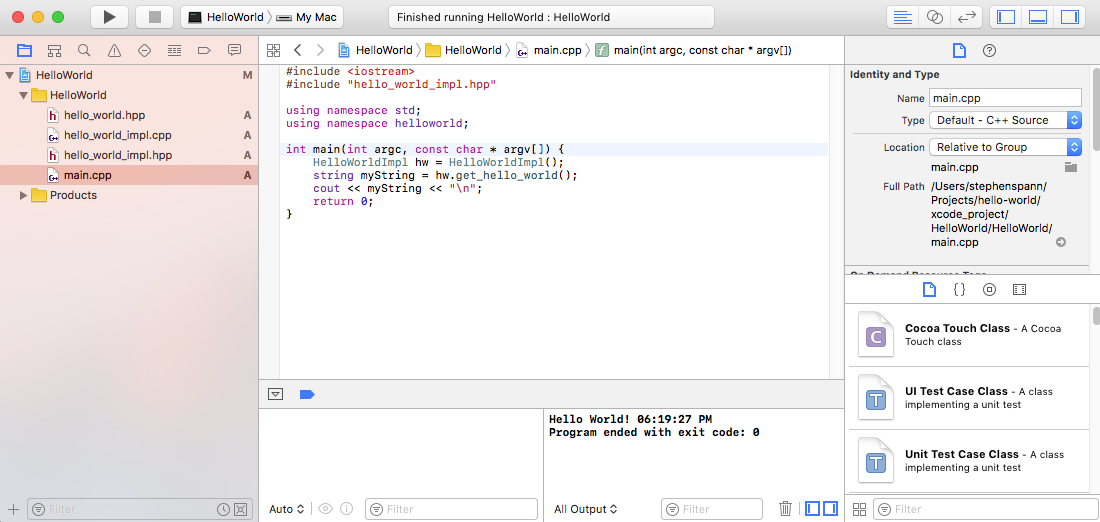 HelloWorld
My Mac
Finished running HelloWorld : HelloWorld
HelloWorld
M
HelloWorld
hello_world.hpp
A
hello_world_impl.cpp
A
hello_world_impl.hpp
A
main.cpp
A
Products
Filter
HelloWorld
HelloWorld
main.cpp
main(int argc, const char * argv[])
#include <iostream>
#include "hello_world_impl.hpp"
using namespace std;
using namespace helloworld;
int main(int argc, const char * argv[]) {
HelloWorldImpl hw = HelloWorldImpl();
string myString = hw.get_hello_world();
cout << myString << "\n";
return 0;
}
Auto
Filter
Hello World! 06:19:27 PM
Program ended with exit code: 0
All Output
Filter
Identity and Type
Name
main.cpp
Type
Default - C++ Source
Location
Relative to Group
main.cpp
Full Path
/Users/stephenspann/
Projects/hello-world/
xcode_project/
HelloWorld/HelloWorld/
main.cpp
On Demand Resource Tags
Cocoa Touch Class - A Cocoa
Touch class
UI Test Case Class - A class
implementing a unit test
Unit Test Case Class - A class
implementing a unit test
Filter